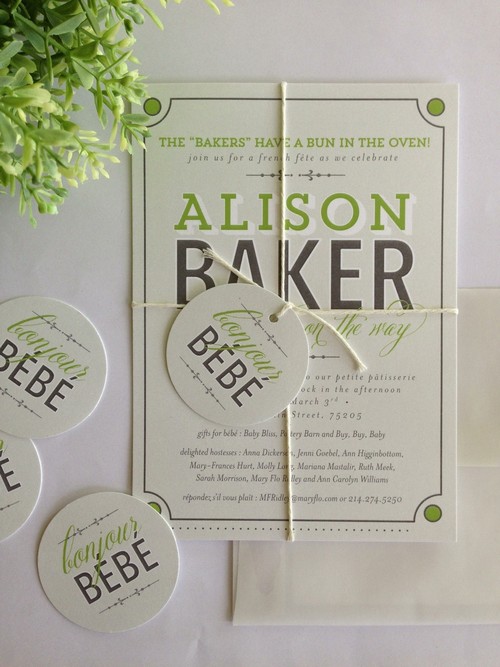 THE "BAKERS" HAVE A BUN IN THE OVEN!
join us for a french fête as we celebrate
ALISON
BAKER
on the way
to our petite pâtisserie
in the afternoon
March 3rd •
Street, 75205
gifts for bébé : Baby Bliss, Pottery Barn and Buy, Buy, Baby
delighted hostesses : Anna Dickerson, Jenni Goebel, Ann Higginbotham,
Mary-Frances Hurt, Molly Mariana Mastalir, Ruth Meek,
Sarah Morrison, Mary Flo Ridley and Ann Carolyn Williams
répondez s'il vous plaît : MFRidley@maryflo.com or 214.274.5250
bonjour
BÉBÉ
bonjour
BÉBÉ
bonjour
BÉBÉ